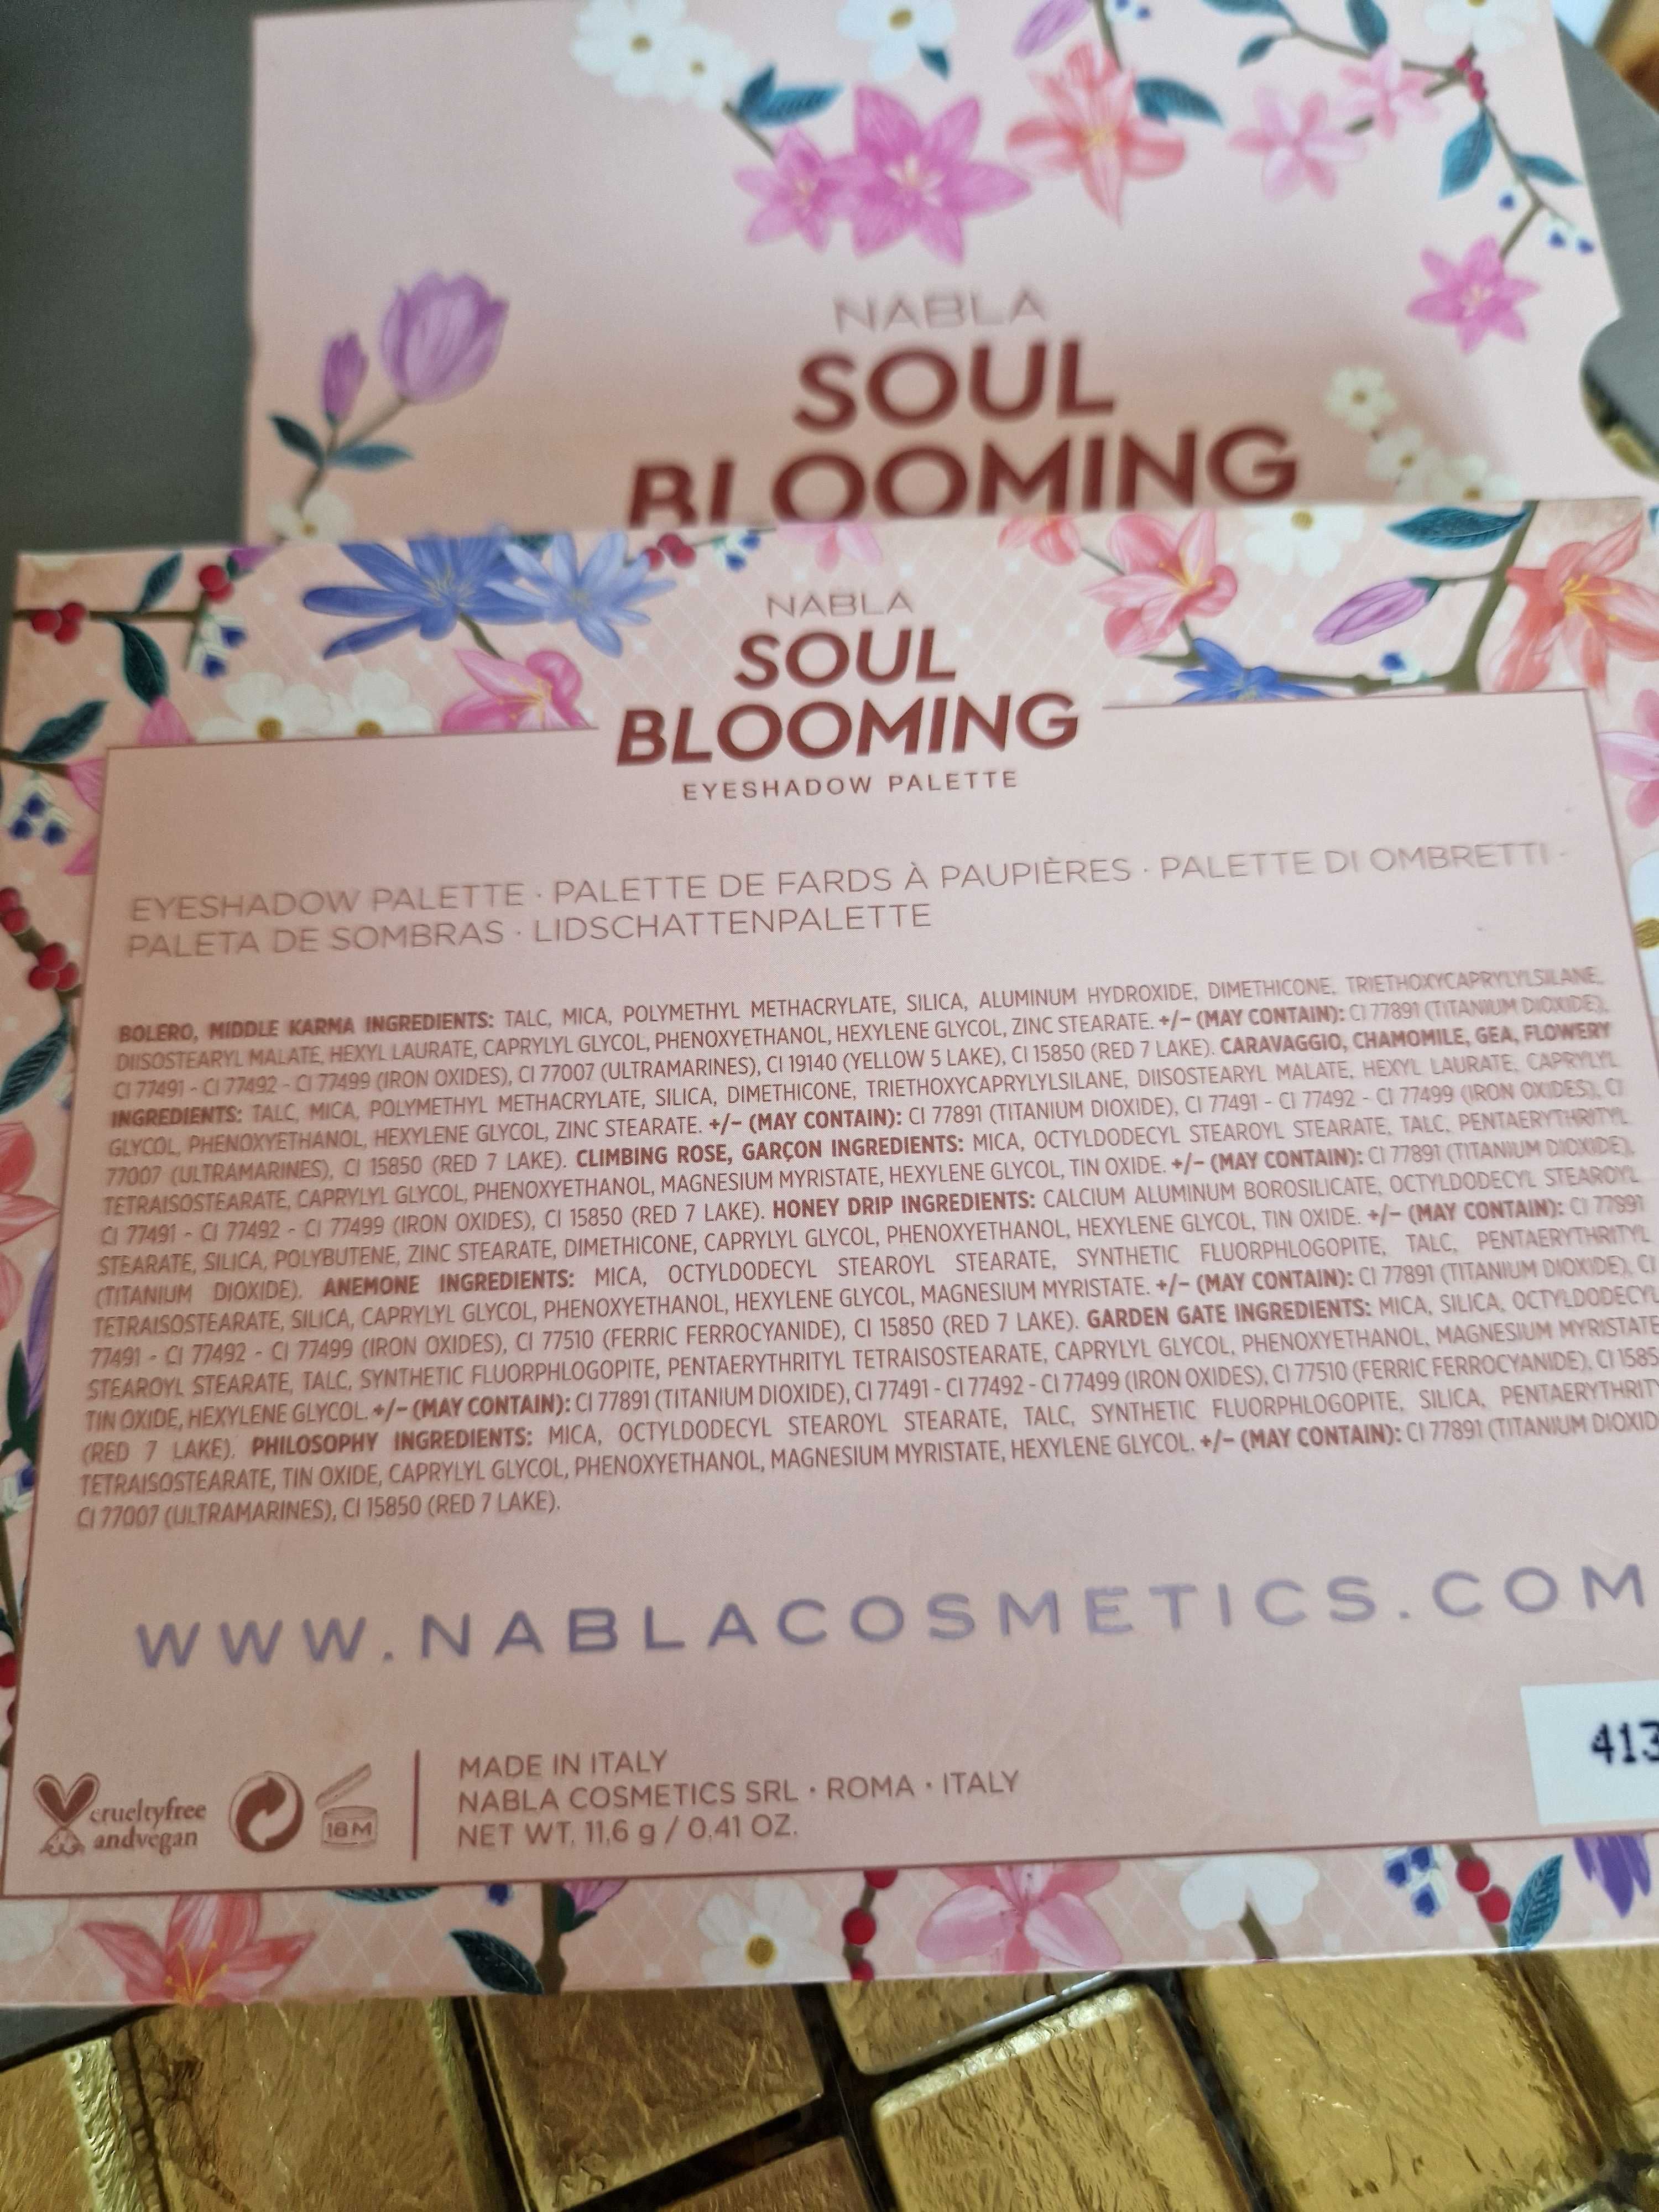 NABLA
SOUL
BLOOMING
NABLA
SOUL
BLOOMING
EYESHADOW PALETTE
EYESHADOW PALETTE · PALETTE DE FARDS À PAUPIÈRES · PALETTE DI OMBRETTI ·
PALETA DE SOMBRAS · LIDSCHATTENPALETTE
BOLERO, MIDDLE KARMA INGREDIENTS: TALC, MICA, POLYMETHYL METHACRYLATE, SILICA, ALUMINUM HYDROXIDE, DIMETHICONE, TRIETHOXYCAPRYLYLSILANE,
DIISOSTEARYL MALATE, HEXYL LAURATE, CAPRYLYL GLYCOL, PHENOXYETHANOL, HEXYLENE GLYCOL, ZINC STEARATE. +/- (MAY CONTAIN): CI 77891 (TITANIUM DIOXIDE),
CI 77491 - CI 77492 - CI 77499 (IRON OXIDES), CI 77007 (ULTRAMARINES), CI 19140 (YELLOW 5 LAKE), CI 15850 (RED 7 LAKE). CARAVAGGIO, CHAMOMILE, GEA, FLOWERY
INGREDIENTS: TALC, MICA, POLYMETHYL METHACRYLATE, SILICA, DIMETHICONE, TRIETHOXYCAPRYLYLSILANE, DIISOSTEARYL MALATE, HEXYL LAURATE, CAPRYLYL
GLYCOL, PHENOXYETHANOL, HEXYLENE GLYCOL, ZINC STEARATE. +/- (MAY CONTAIN): CI 77891 (TITANIUM DIOXIDE), CI 77491 - CI 77492 - CI 77499 (IRON OXIDES), CI
77007 (ULTRAMARINES), CI 15850 (RED 7 LAKE). CLIMBING ROSE, GARÇON INGREDIENTS: MICA, OCTYLDODECYL STEAROYL STEARATE, TALC, PENTAERYTHRITYL
TETRAISOSTEARATE, CAPRYLYL GLYCOL, PHENOXYETHANOL, MAGNESIUM MYRISTATE, HEXYLENE GLYCOL, TIN OXIDE. +/- (MAY CONTAIN): CI 77891 (TITANIUM DIOXIDE),
CI 77491 - CI 77492 - CI 77499 (IRON OXIDES), CI 15850 (RED 7 LAKE). HONEY DRIP INGREDIENTS: CALCIUM ALUMINUM BOROSILICATE, OCTYLDODECYL STEAROYL
STEARATE, SILICA, POLYBUTENE, ZINC STEARATE, DIMETHICONE, CAPRYLYL GLYCOL, PHENOXYETHANOL, HEXYLENE GLYCOL, TIN OXIDE. +/- (MAY CONTAIN): CI 77891
(TITANIUM DIOXIDE). ANEMONE INGREDIENTS: MICA, OCTYLDODECYL STEAROYL STEARATE, SYNTHETIC FLUORPHLOGOPITE, TALC, PENTAERYTHRITYL
TETRAISOSTEARATE, SILICA, CAPRYLYL GLYCOL, PHENOXYETHANOL, HEXYLENE GLYCOL, MAGNESIUM MYRISTATE. +/- (MAY CONTAIN): CI 77891 (TITANIUM DIOXIDE), CI
77491 - CI 77492 - CI 77499 (IRON OXIDES), CI 77510 (FERRIC FERROCYANIDE), CI 15850 (RED 7 LAKE). GARDEN GATE INGREDIENTS: MICA, SILICA, OCTYLDODECYL
STEAROYL STEARATE, TALC, SYNTHETIC FLUORPHLOGOPITE, PENTAERYTHRITYL TETRAISOSTEARATE, CAPRYLYL GLYCOL, PHENOXYETHANOL, MAGNESIUM MYRISTATE,
TIN OXIDE, HEXYLENE GLYCOL. +/- (MAY CONTAIN): CI 77891 (TITANIUM DIOXIDE), CI 77491 - CI 77492 - CI 77499 (IRON OXIDES), CI 77510 (FERRIC FERROCYANIDE), CI 1585
(RED 7 LAKE). PHILOSOPHY INGREDIENTS: MICA, OCTYLDODECYL STEAROYL STEARATE, TALC, SYNTHETIC FLUORPHLOGOPITE, SILICA, PENTAERYTHRITY
TETRAISOSTEARATE, TIN OXIDE, CAPRYLYL GLYCOL, PHENOXYETHANOL, MAGNESIUM MYRISTATE, HEXYLENE GLYCOL. +/- (MAY CONTAIN): CI 77891 (TITANIUM DIOXID
CI 77007 (ULTRAMARINES), CI 15850 (RED 7 LAKE).
WWW.NABLACOSMETICS.COM
413
crueltyfree
andvegan
18M
MADE IN ITALY
NABLA COSMETICS SRL · ROMA · ITALY
NET WT. 11,6 g / 0,41 OZ.